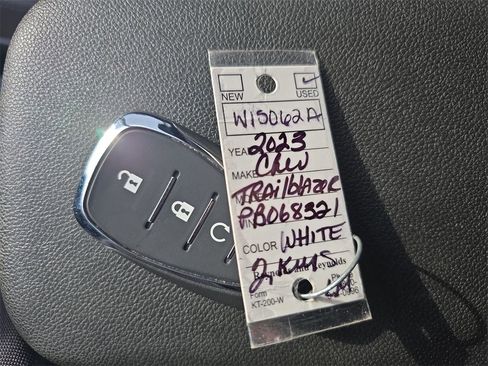 NEW USED
W15062A
YEA 2023
MAKE Chev
TRAilblazer
VIN PB068321
COLOR WHITE
2 Keys
Reynolds and Reynolds
Form
KT-200-W